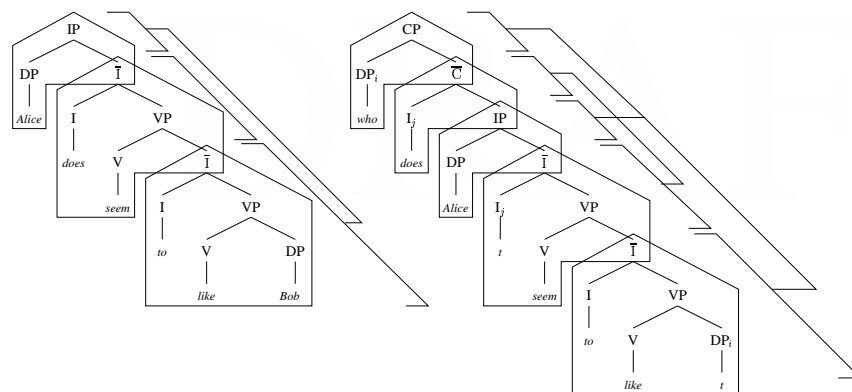 IP CP
DP Ī DPi C̅
Alice I VP who Ij IP
does V Ī does DP Ī
seem I VP Alice Ij VP
to V DP t V Ī
like Bob seem I VP
to V DPi
like t